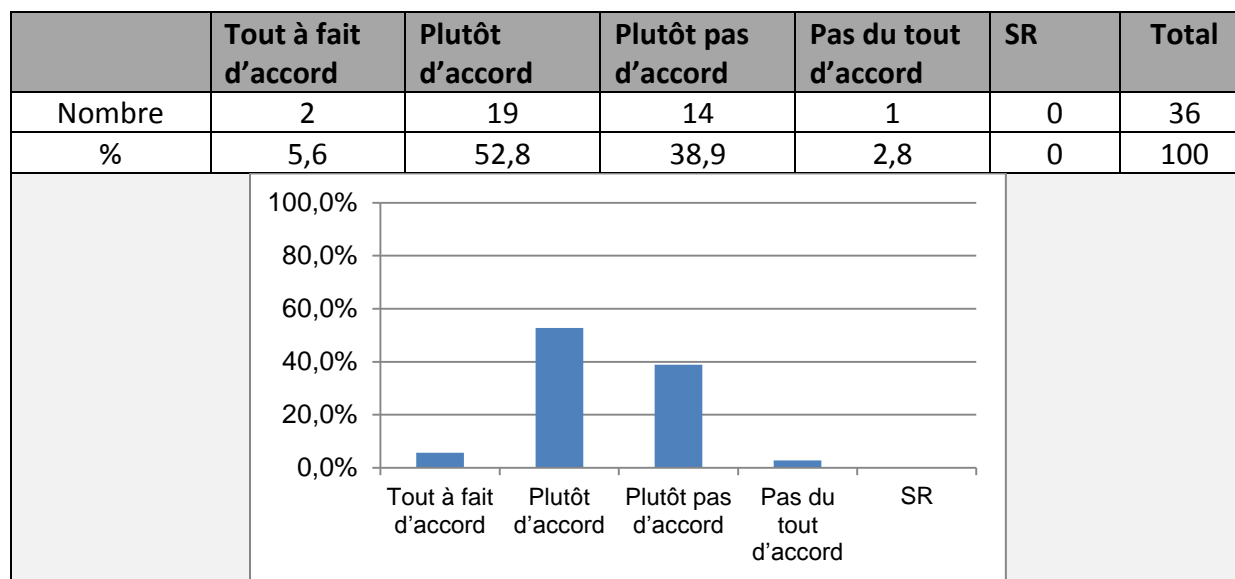 Tout à fait d’accord Plutôt d’accord Plutôt pas d’accord Pas du tout d’accord SR Total
Nombre 2 19 14 1 0 36
% 5,6 52,8 38,9 2,8 0 100
100,0%
80,0%
60,0%
40,0%
20,0%
0,0%
Tout à fait d’accord Plutôt d’accord Plutôt pas d’accord Pas du tout d’accord SR